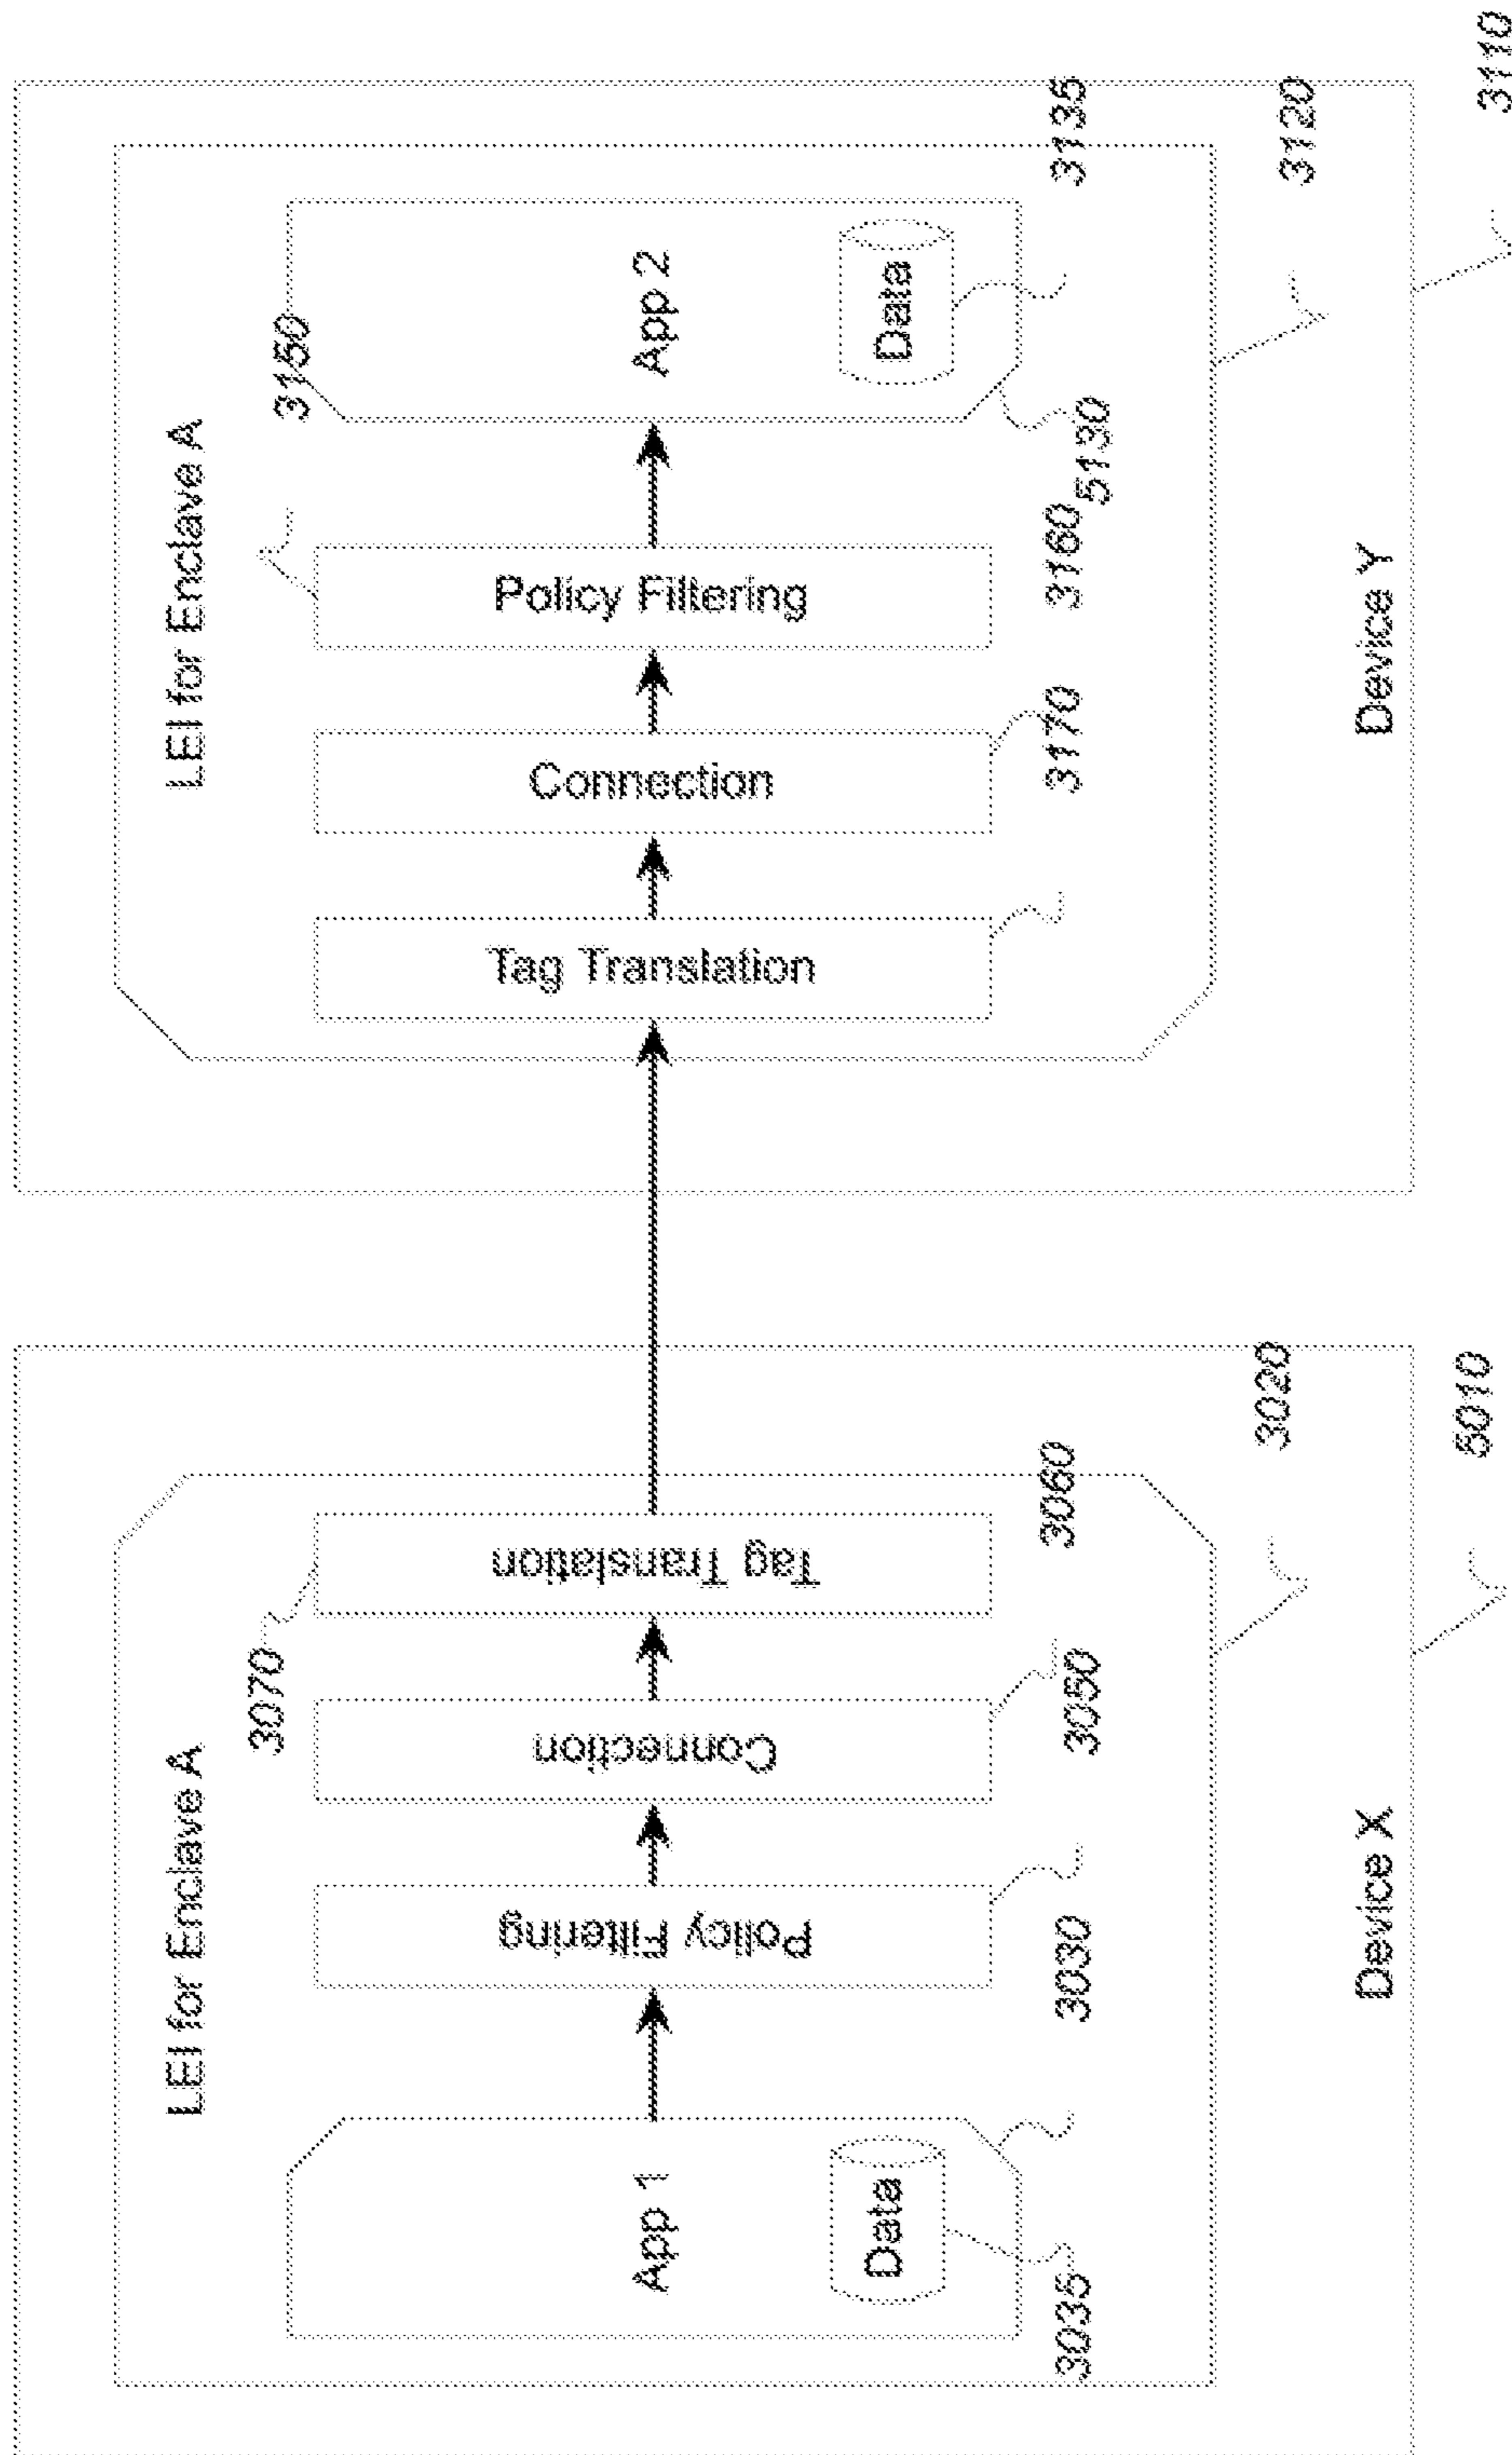 LEI for Enclave A
3070
App 1
Data
3035
3030
Policy Filtering
3050
Connection
3060
Tag Translation
3020
Device X
5010
LEI for Enclave A
3150
Tag Translation
3170
Connection
3160
Policy Filtering
App 2
Data
5130
3135
3120
Device Y
3110